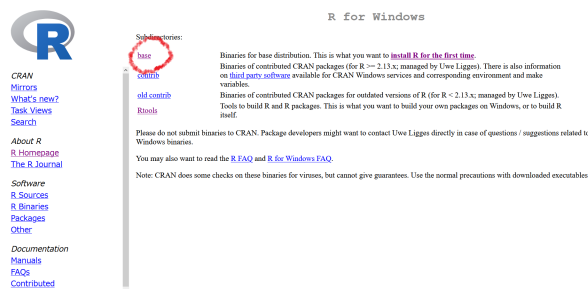 R
CRAN
Mirrors
What's new?
Task Views
Search
About R
R Homepage
The R Journal
Software
R Sources
R Binaries
Packages
Other
Documentation
Manuals
FAQs
Contributed
R for Windows
Subdirectories:
base Binaries for base distribution. This is what you want to install R for the first time.
contrib Binaries of contributed CRAN packages (for R >= 2.13.x; managed by Uwe Ligges). There is also information
on third party software available for CRAN Windows services and corresponding environment and make
variables.
old contrib Binaries of contributed CRAN packages for outdated versions of R (for R < 2.13.x; managed by Uwe Ligges).
Rtools Tools to build R and R packages. This is what you want to build your own packages on Windows, or to build R
itself.
Please do not submit binaries to CRAN. Package developers might want to contact Uwe Ligges directly in case of questions / suggestions related to
Windows binaries.
You may also want to read the R FAQ and R for Windows FAQ.
Note: CRAN does some checks on these binaries for viruses, but cannot give guarantees. Use the normal precautions with downloaded executables